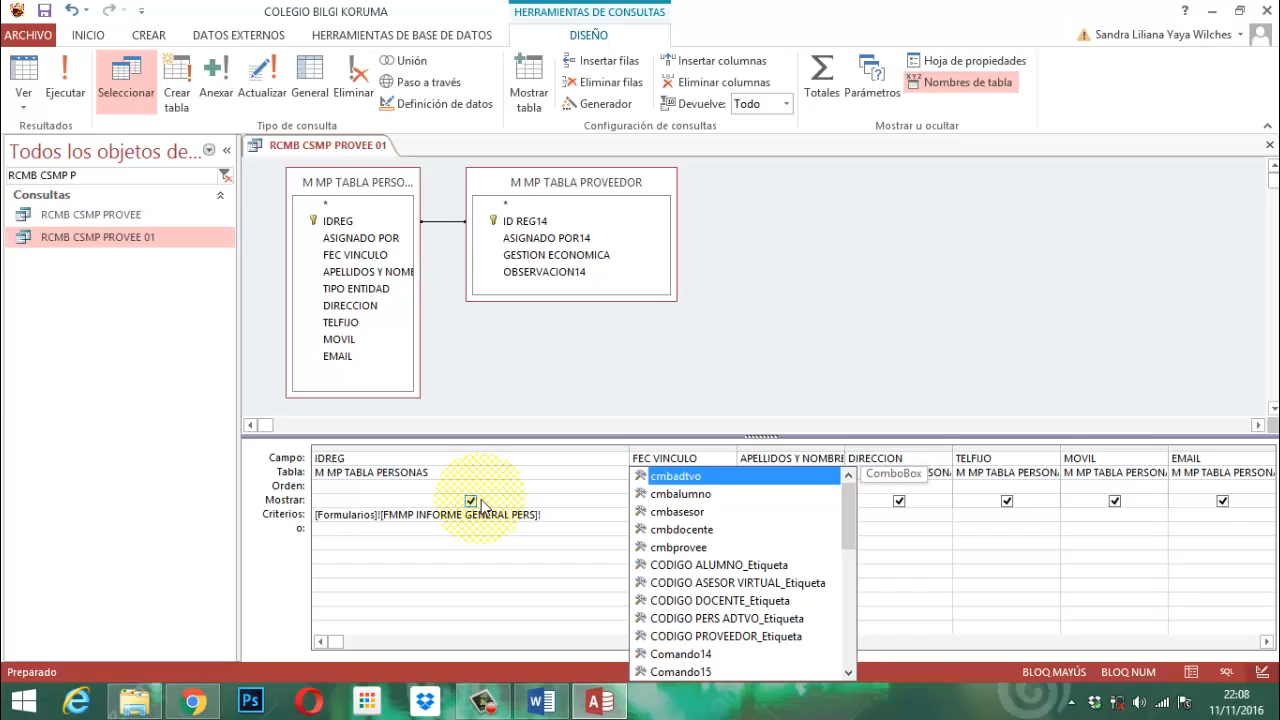 COLEGIO BILGI KORUMA
HERRAMIENTAS DE CONSULTAS
?
ARCHIVO INICIO CREAR DATOS EXTERNOS HERRAMIENTAS DE BASE DE DATOS DISEÑO
Sandra Liliana Yaya Wilches
Ver
Ejecutar
Seleccionar
Crear tabla
Anexar
Actualizar
General
Eliminar
Unión
Paso a través
Definición de datos
Mostrar tabla
Insertar filas
Eliminar filas
Generador
Insertar columnas
Eliminar columnas
Devuelve: Todo
Totales
Parámetros
Hoja de propiedades
XYZ Nombres de tabla
Resultados
Tipo de consulta
Configuración de consultas
Mostrar u ocultar
Todos los objetos de...
RCMB CSMP P
Consultas
RCMB CSMP PROVEE
RCMB CSMP PROVEE 01
RCMB CSMP PROVEE 01
M MP TABLA PERSO...
*
IDREG
ASIGNADO POR
FEC VINCULO
APELLIDOS Y NOME
TIPO ENTIDAD
DIRECCION
TELFIJO
MOVIL
EMAIL
M MP TABLA PROVEEDOR
*
ID REG14
ASIGNADO POR14
GESTION ECONOMICA
OBSERVACION14
Campo: IDREG FEC VINCULO APELLIDOS Y NOMBRE DIRECCION TELFIJO MOVIL EMAIL
Tabla: M MP TABLA PERSONAS M MP TABLA PERSONA M MP TABLA PERSONA M MP TABLA PERSONA
Orden:
Mostrar:
Criterios: [Formularios]![FMMP INFORME GENERAL PERS]!
o:
cmbadtvo
ComboBox
cmbalumno
cmbasesor
cmbdocente
cmbprovee
CODIGO ALUMNO_Etiqueta
CODIGO ASESOR VIRTUAL_Etiqueta
CODIGO DOCENTE_Etiqueta
CODIGO PERS ADTVO_Etiqueta
CODIGO PROVEEDOR_Etiqueta
Comando14
Comando15
Preparado
BLOQ MAYÚS BLOQ NUM SQL
22:08
11/11/2016